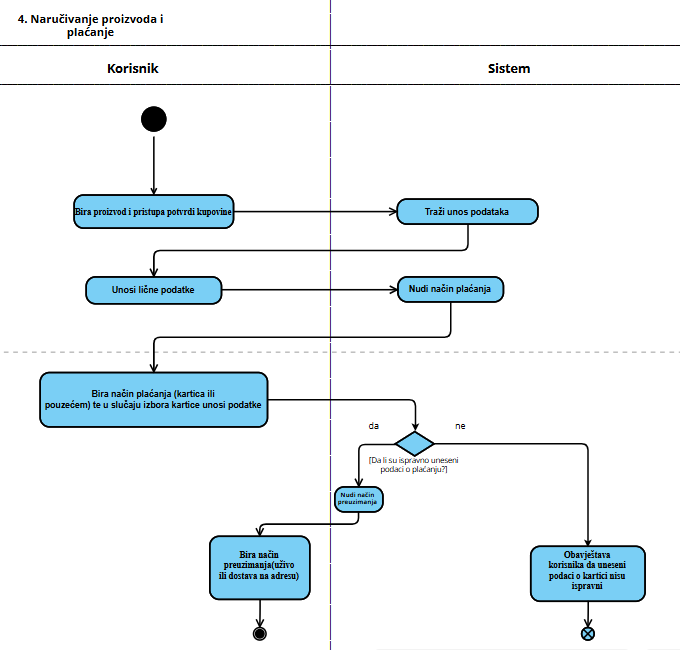 4. Naručivanje proizvoda i
plaćanje
Korisnik
Sistem
Bira proizvod i pristupa potvrdi kupovine
Traži unos podataka
Unosi lične podatke
Nudi način plaćanja
Bira način plaćanja (kartica ili
pouzećem) te u slučaju izbora kartice unosi podatke
da
ne
[Da li su ispravno uneseni
podaci o plaćanju?]
Nudi način
preuzimanja
Bira način
preuzimanja(uživo
ili dostava na adresu)
Obavještava
korisnika da uneseni
podaci o kartici nisu
ispravni